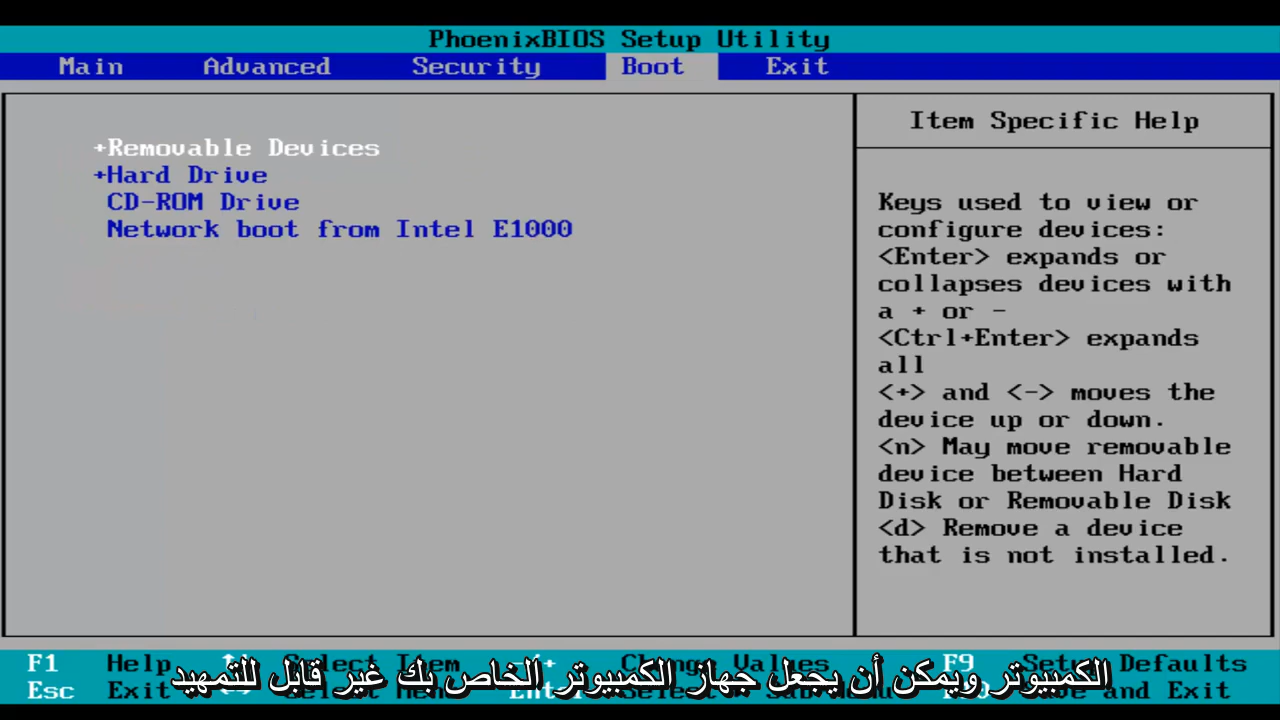 PhoenixBIOS Setup Utility
Main Advanced Security Boot Exit
+Removable Devices
+Hard Drive
CD-ROM Drive
Network boot from Intel E1000
Item Specific Help
Keys used to view or
configure devices:
<Enter> expands or
collapses devices with
a + or -
<Ctrl+Enter> expands
all
<+> and <-> moves the
device up or down.
<n> May move removable
device between Hard
Disk or Removable Disk
<d> Remove a device
that is not installed.
F1 Help Select Item Change Values F9 Setup Defaults
Esc Exit Select Menu Enter Select and Exit
الكمبيوتر ويمكن أن يجعل جهاز الكمبيوتر الخاص بك غير قابل للتمهيد